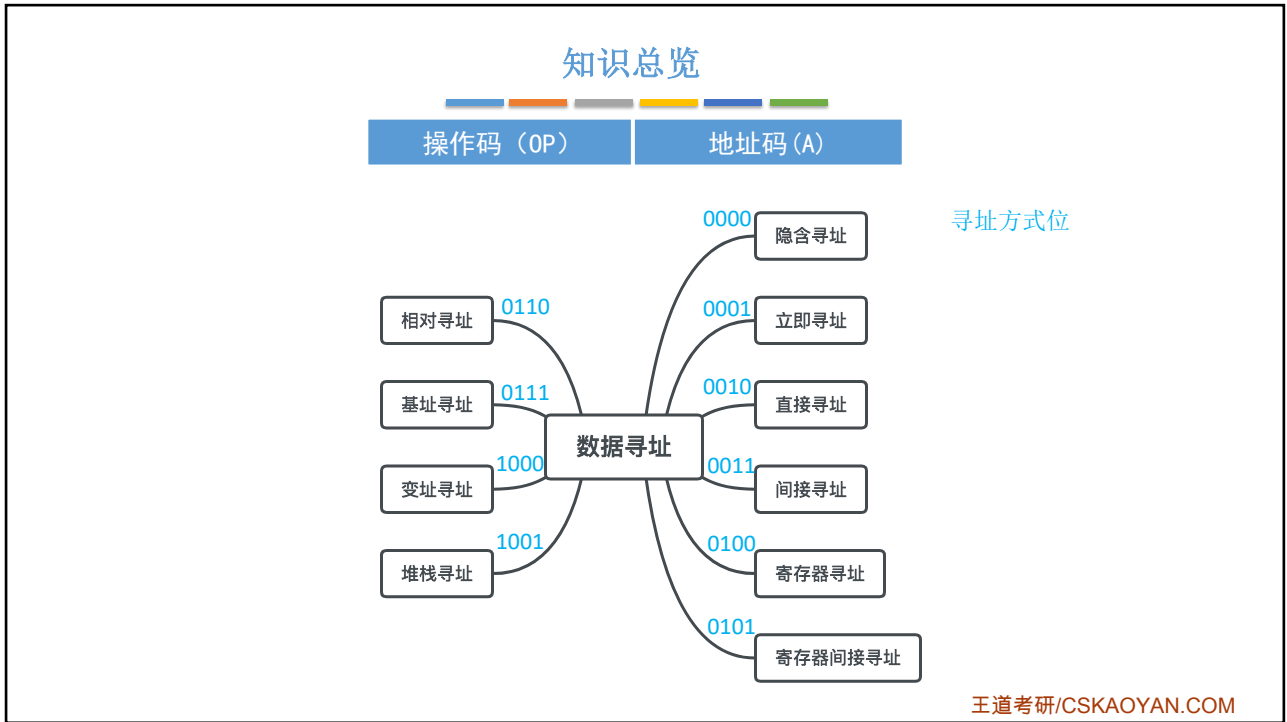 知识总览
操作码（OP）
地址码(A)
寻址方式位
0000
隐含寻址
0001
立即寻址
0010
直接寻址
0011
间接寻址
0100
寄存器寻址
0101
寄存器间接寻址
0110
相对寻址
0111
基址寻址
1000
变址寻址
1001
堆栈寻址
数据寻址
王道考研/CSKAOYAN.COM